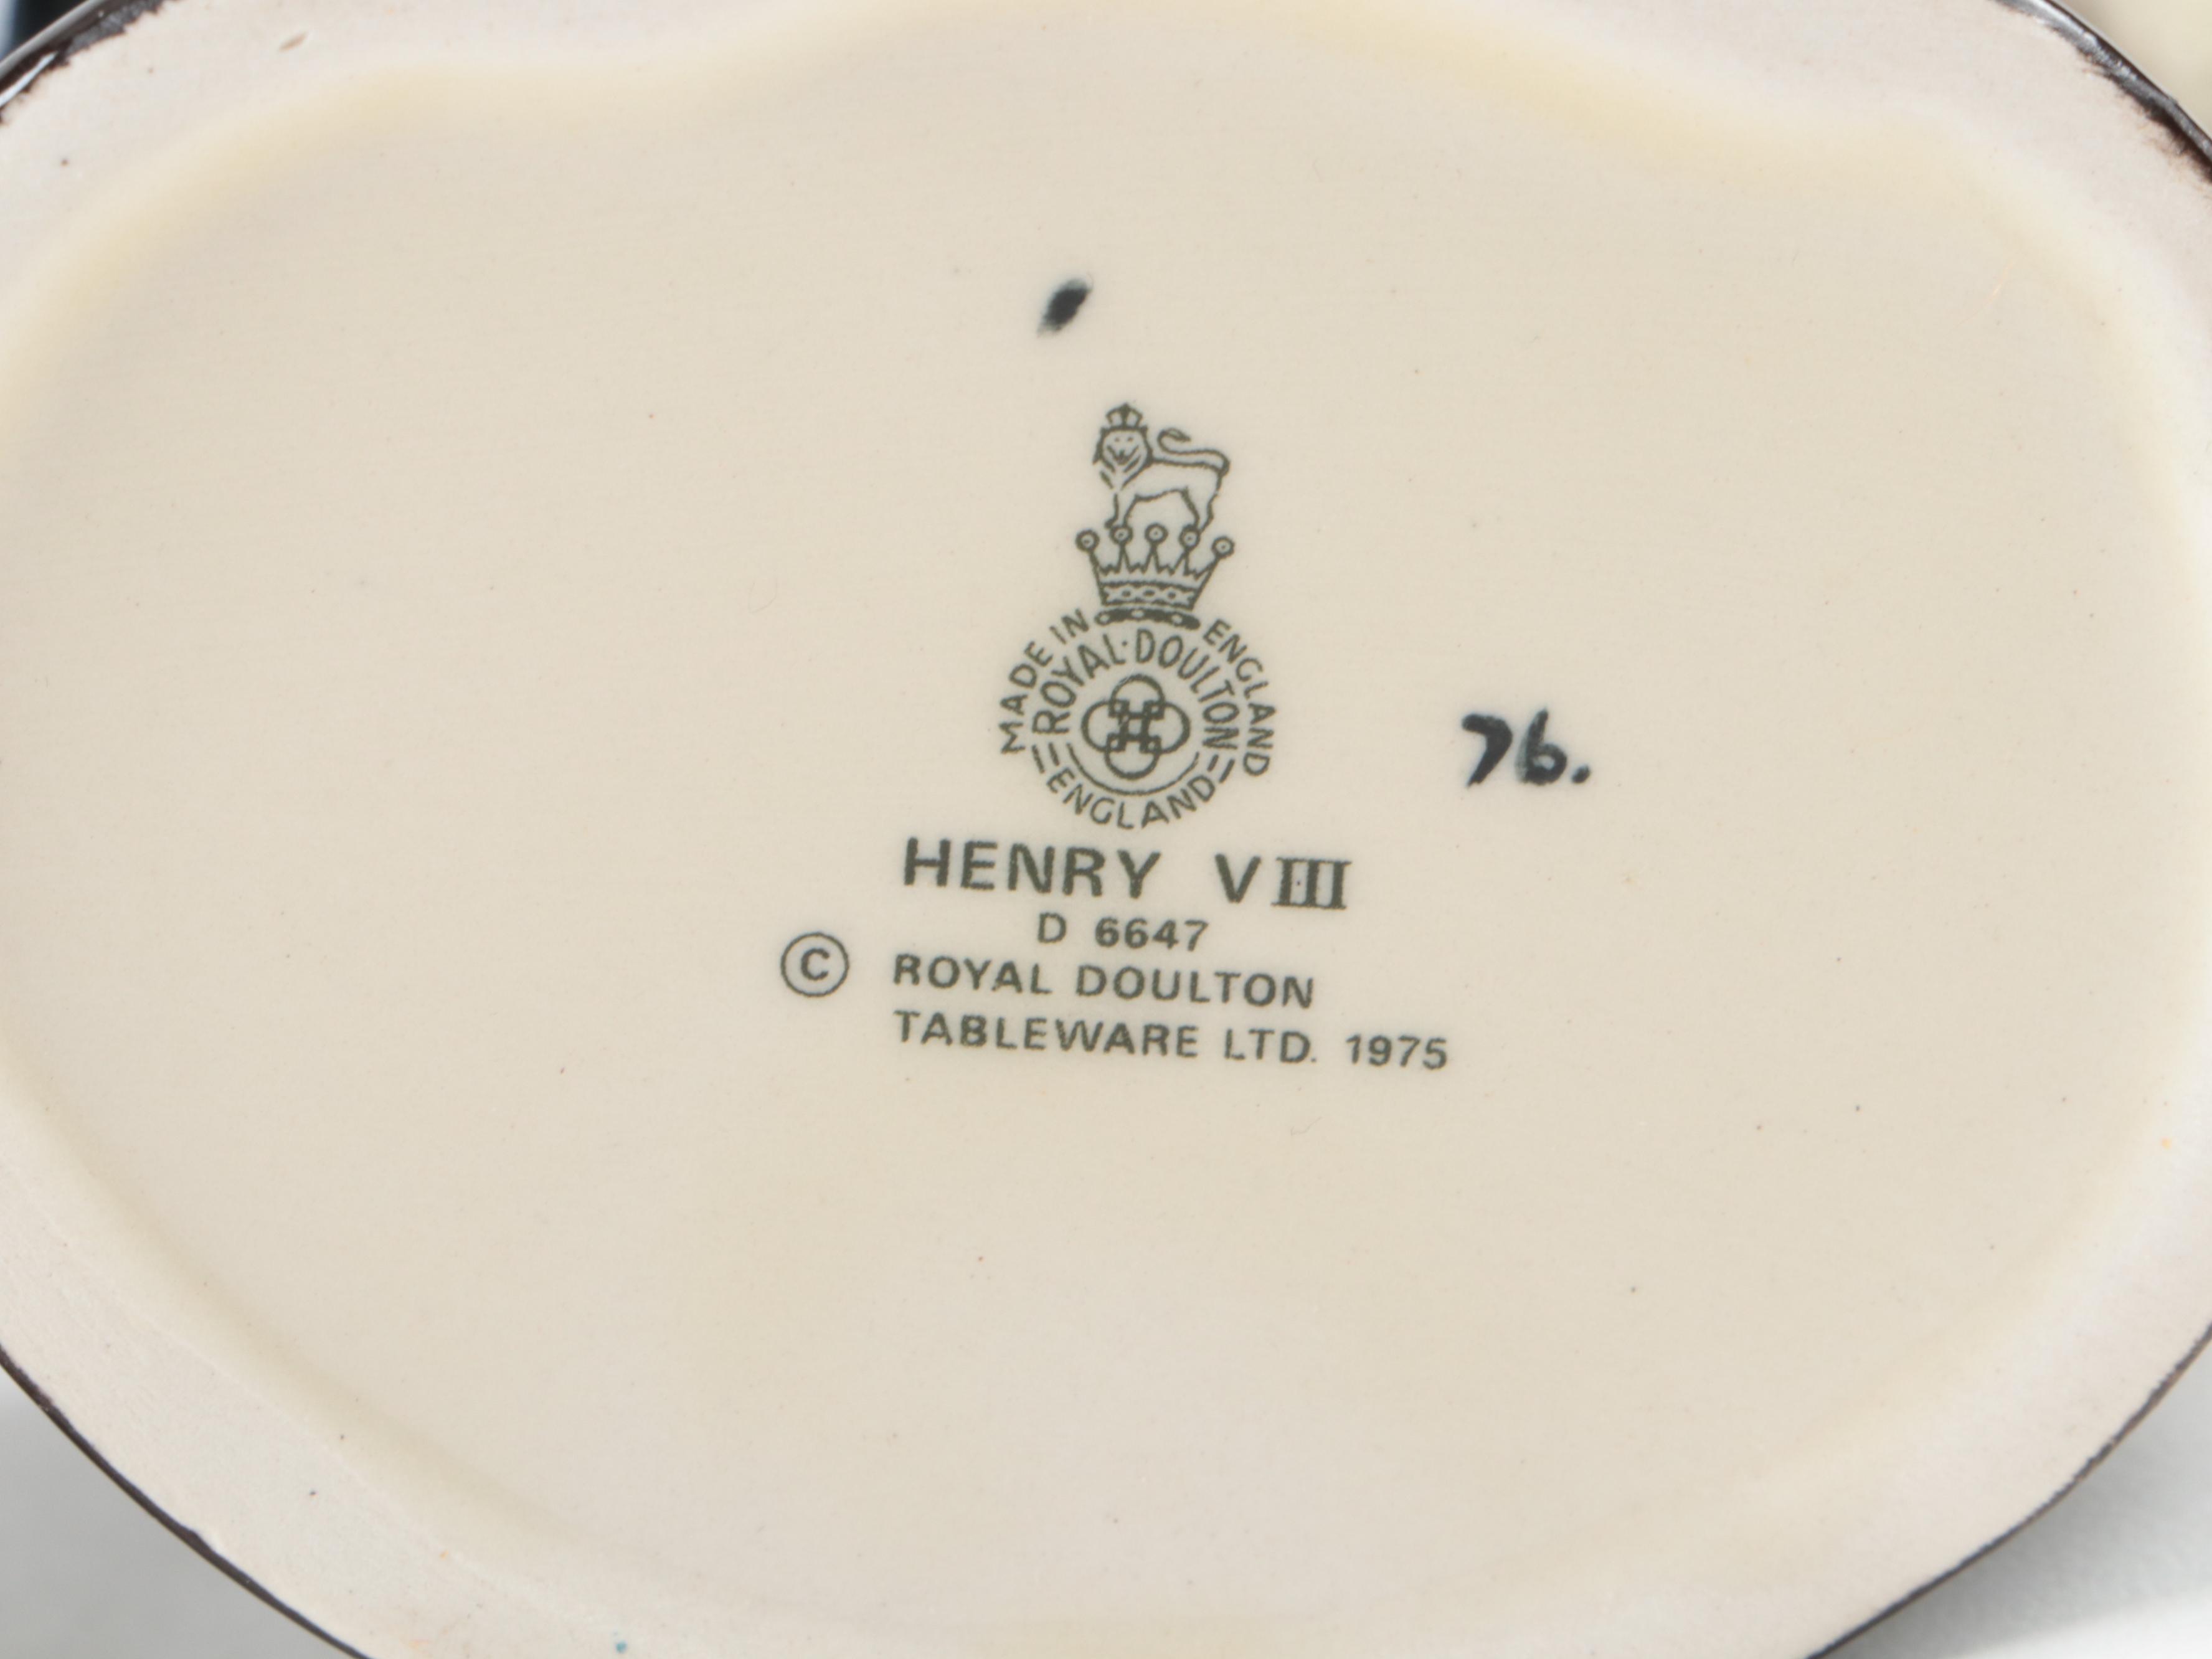 MADE IN ENGLAND
ROYAL·DOULTON
ENGLAND
76.
HENRY VIII
D 6647
© ROYAL DOULTON
TABLEWARE LTD. 1975